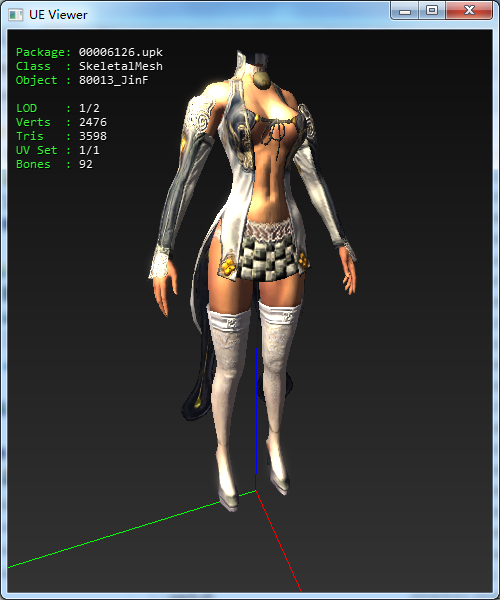 UE Viewer
Package: 00006126.upk
Class : SkeletalMesh
Object : 80013_JinF
LOD : 1/2
Verts : 2476
Tris : 3598
UV Set : 1/1
Bones : 92